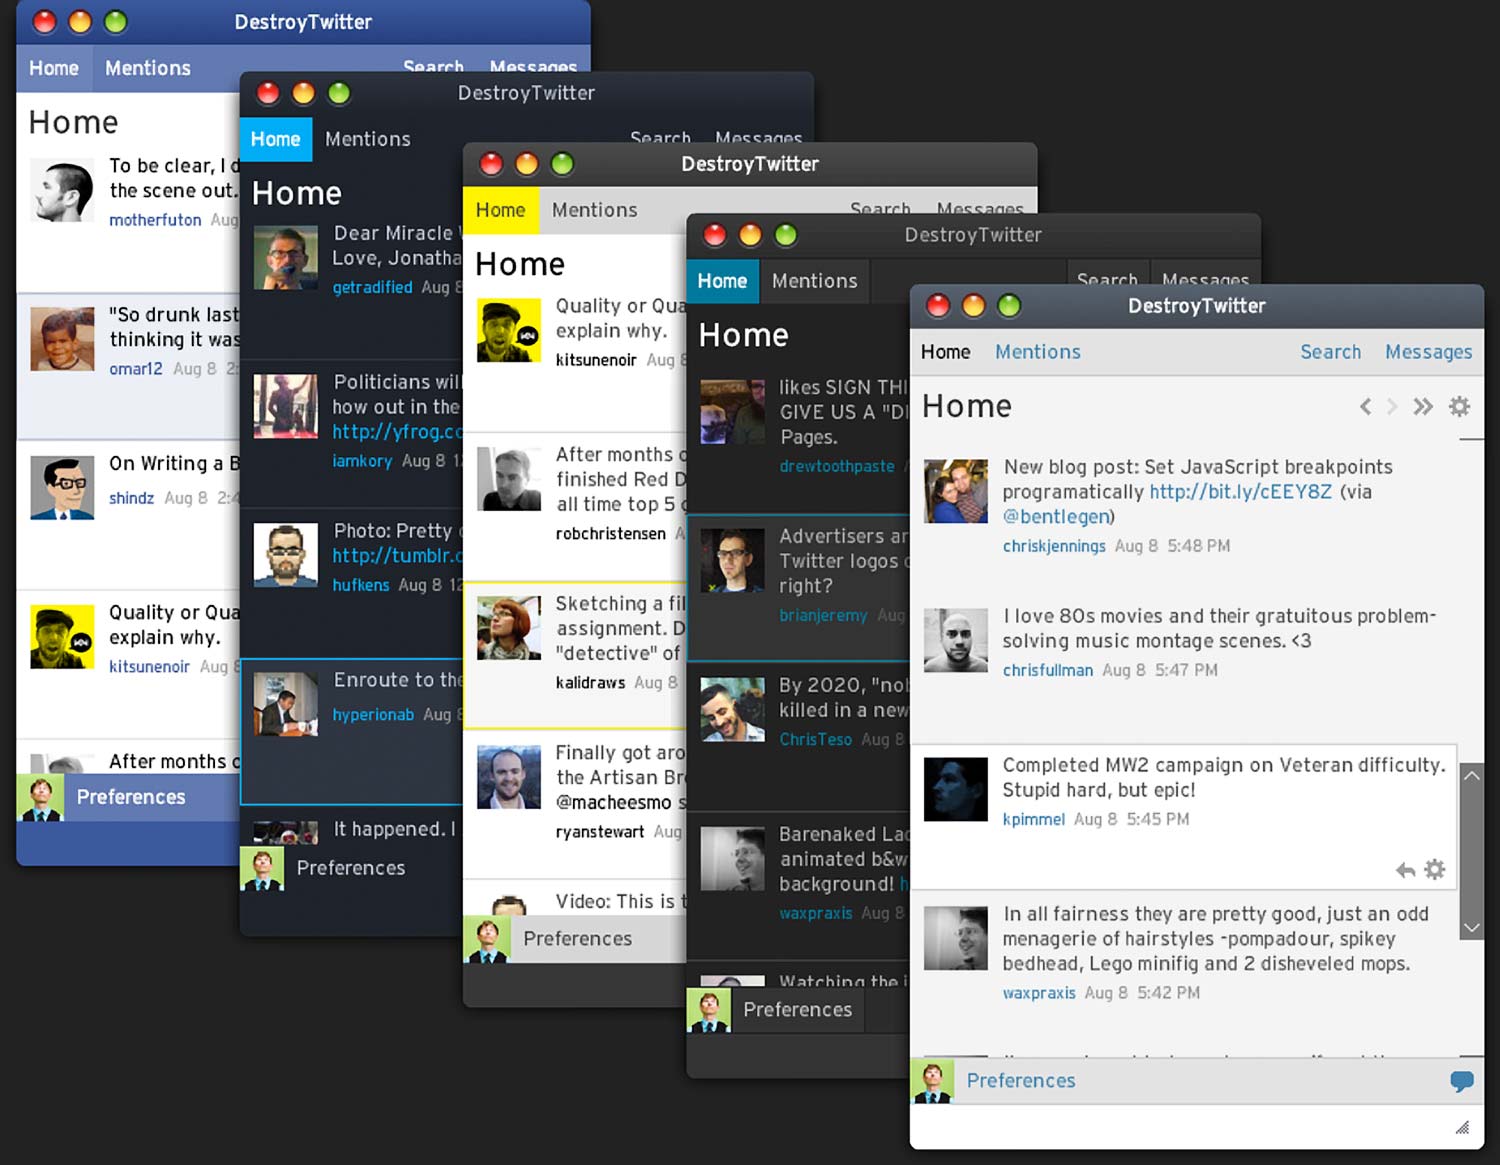 DestroyTwitter
Home Mentions Search Messages
Home
To be clear, I d
the scene out.
motherfuton Aug
"So drunk last
thinking it was
omar12 Aug 8 2:
On Writing a B
shindz Aug 8 2:4
Quality or Qua
explain why.
kitsunenoir Aug 8
After months o
Preferences
DestroyTwitter
Home Mentions Search Messages
Home
Dear Miracle W
Love, Jonatha
getradified Aug 8
Politicians will
how out in the
http://yfrog.co
iamkory Aug 8 1
Photo: Pretty
http://tumblr.c
hufkens Aug 8 12
Enroute to the
hyperionab Aug 8
It happened. I
Preferences
DestroyTwitter
Home Mentions Search Messages
Home
Quality or Qua
explain why.
kitsunenoir Aug 8
After months o
finished Red D
all time top 5
robchristensen A
Sketching a fil
assignment. D
"detective" of
kalidraws Aug 8
Finally got aro
the Artisan Br
@macheesmo s
ryanstewart Aug
Video: This is t
Preferences
DestroyTwitter
Home Mentions Search Messages
Home
likes SIGN THI
GIVE US A "DI
Pages.
drewtoothpaste
Advertisers ar
Twitter logos
right?
brianjeremy Aug
By 2020, "nob
killed in a new
ChrisTeso Aug 8
Barenaked Lad
animated b&w
background! h
waxpraxis Aug 8
Watching the i
Preferences
DestroyTwitter
Home Mentions Search Messages
Home
New blog post: Set JavaScript breakpoints
programatically http://bit.ly/cEEY8Z (via
@bentlegen)
chriskjennings Aug 8 5:48 PM
I love 80s movies and their gratuitous problem-
solving music montage scenes. <3
chrisfullman Aug 8 5:47 PM
Completed MW2 campaign on Veteran difficulty.
Stupid hard, but epic!
kpimmel Aug 8 5:45 PM
In all fairness they are pretty good, just an odd
menagerie of hairstyles -pompadour, spikey
bedhead, Lego minifig and 2 disheveled mops.
waxpraxis Aug 8 5:42 PM
Preferences